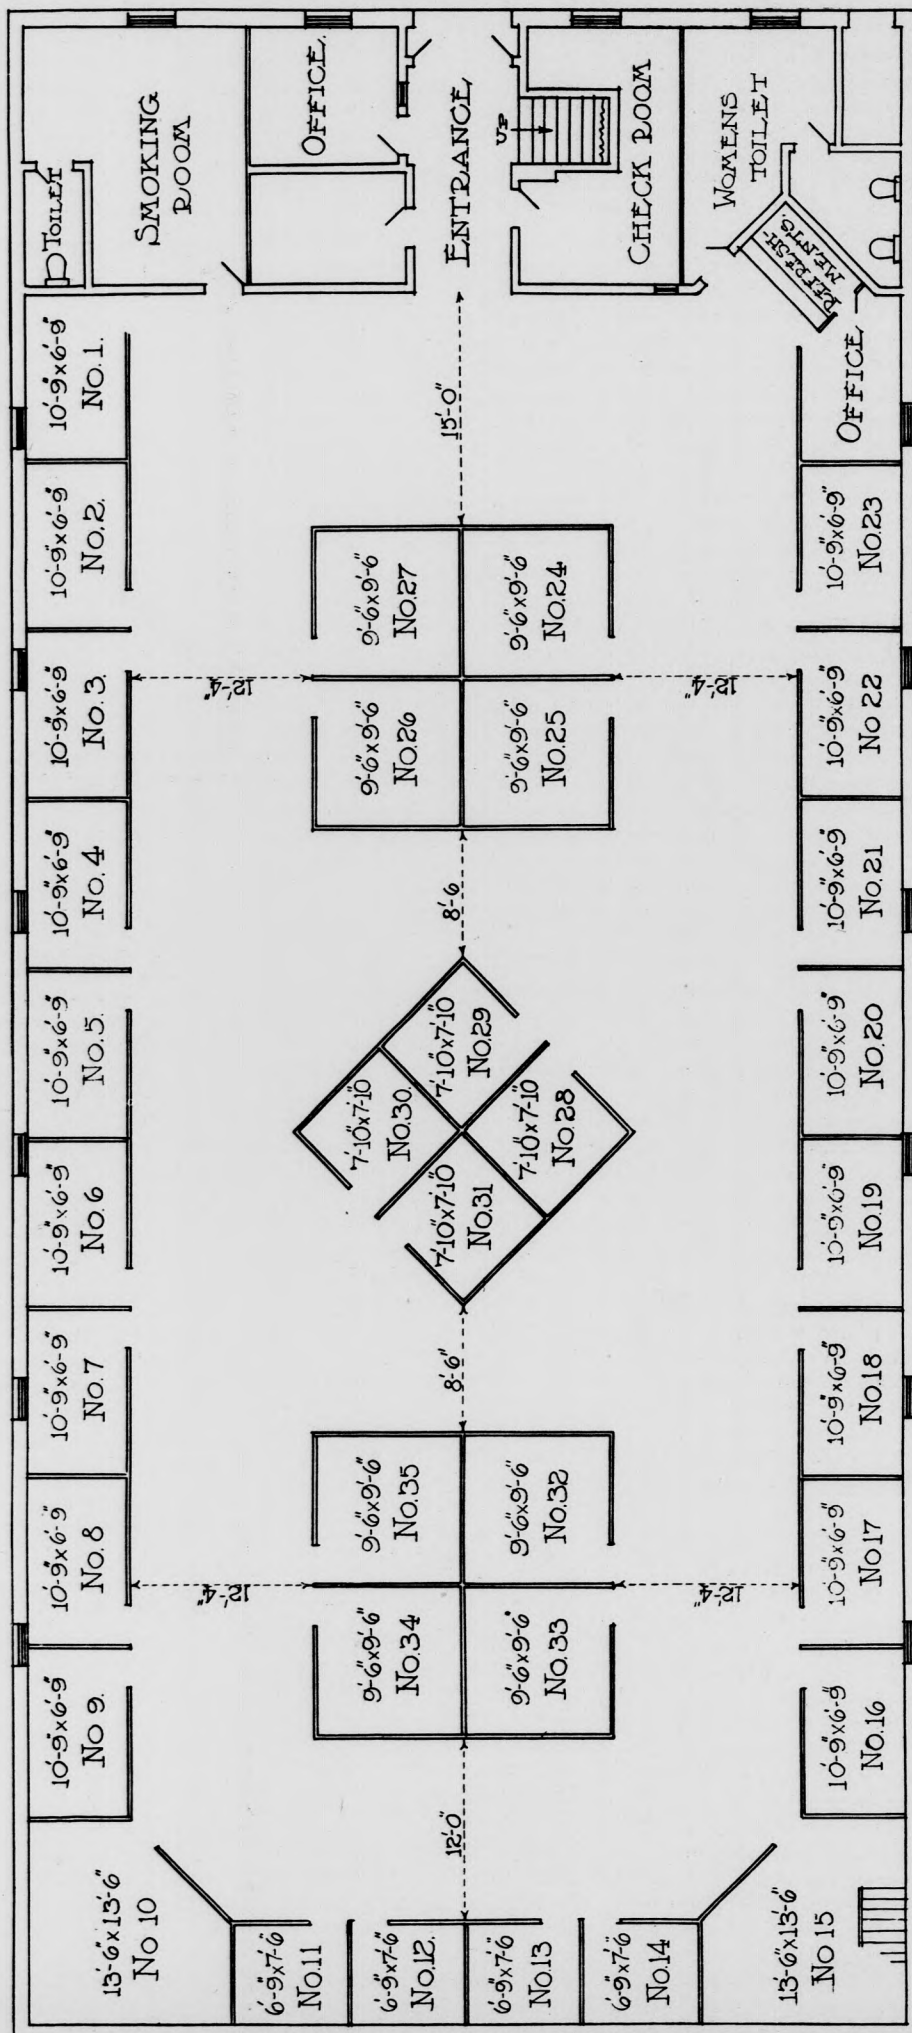 TOILET
SMOKING
ROOM
OFFICE.
ENTRANCE
UP
CHECK ROOM
WOMENS
TOILET
REFRESH-
MENTS.
OFFICE
10'-9"x6'-9"
No.1.
10'-9"x6'-9"
No.2.
10'-9"x6'-9"
No.3.
10'-9"x6'-9"
No.4
10'-9"x6'-9"
No.5.
10'-9"x6'-9"
No.6
10'-9"x6'-9"
No.7
10'-9"x6'-9"
No.8
10'-9"x6'-9"
No 9.
13'-6"x13'-6"
No 10
6'-9"x7'-6"
No.11
6'-9"x7'-6"
No.12.
6'-9"x7'-6"
No.13
6'-9"x7'-6"
No.14
13'-6"x13'-6"
No 15
10'-9"x6'-9"
No.16
10'-9"x6'-9"
No17
10'-9"x6'-9"
No.18
10'-9"x6'-9"
No.19
10'-9"x6'-9"
No.20
10'-9"x6'-9"
No.21
10'-9"x6'-9"
No 22
10'-9"x6'-9"
No.23
15'-0"
9'-6"x9'-6"
No.27
9'-6"x9'-6"
No.24
9'-6"x9'-6"
No.26
9'-6"x9'-6"
No.25
12'-4"
12'-4"
8'-6
7'-10"x7'-10"
No.29
7'-10"x7'-10"
No.30.
7'-10"x7'-10"
No.28
7'-10"x7'-10"
No.31
8'-6"
9'-6"x9'-6"
No.35
9'-6"x9'-6"
No.32
9'-6"x9'-6"
No.34
9'-6"x9'-6"
No.33
12'-4"
12'-4"
12'-0"